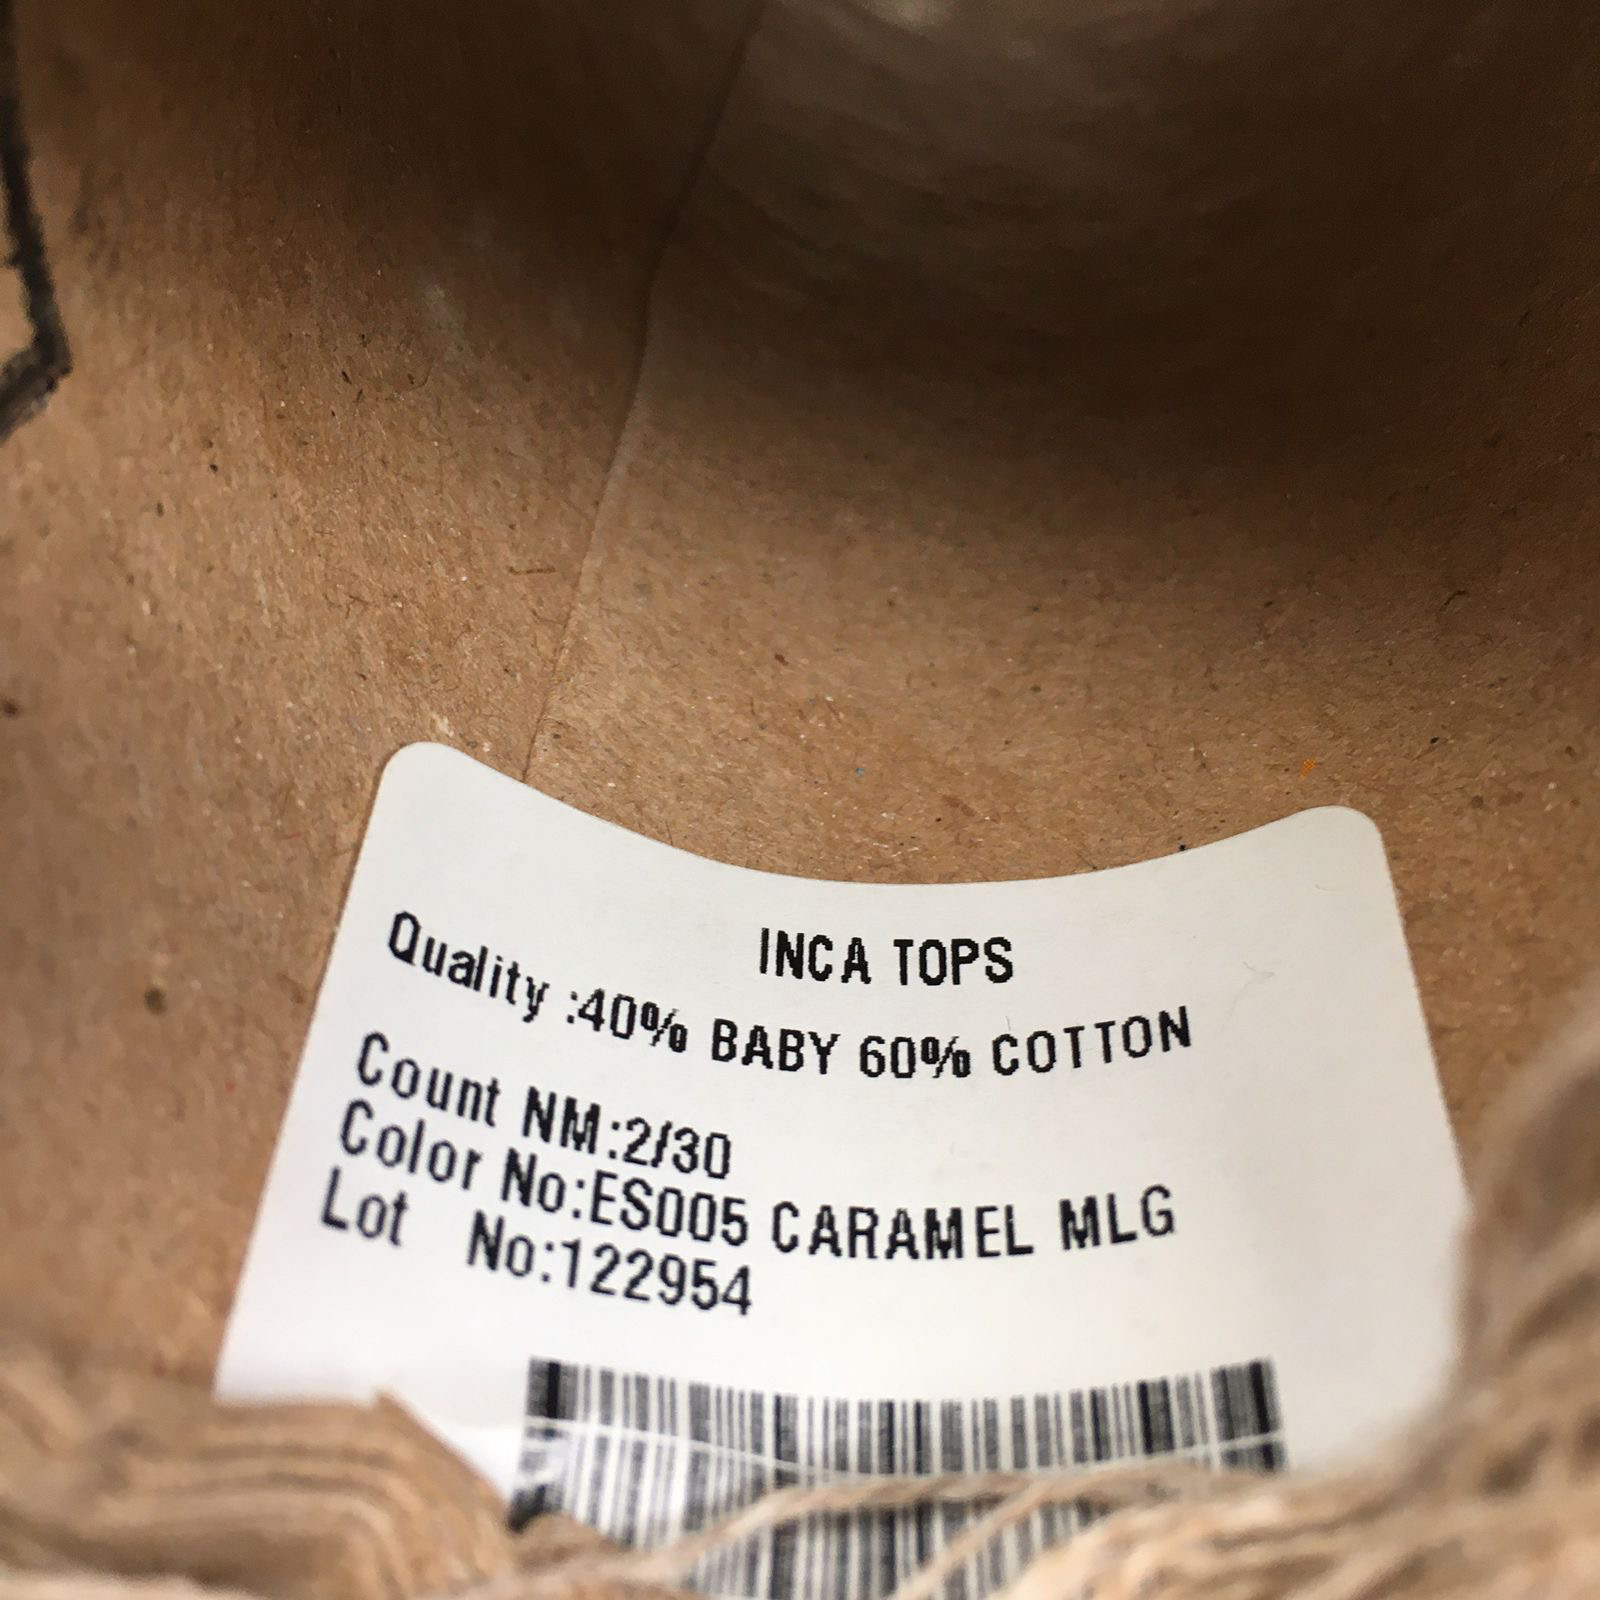 INCA TOPS
Quality :40% BABY 60% COTTON
Count NM:2/30
Color No:ES005 CARAMEL MLG
Lot No:122954